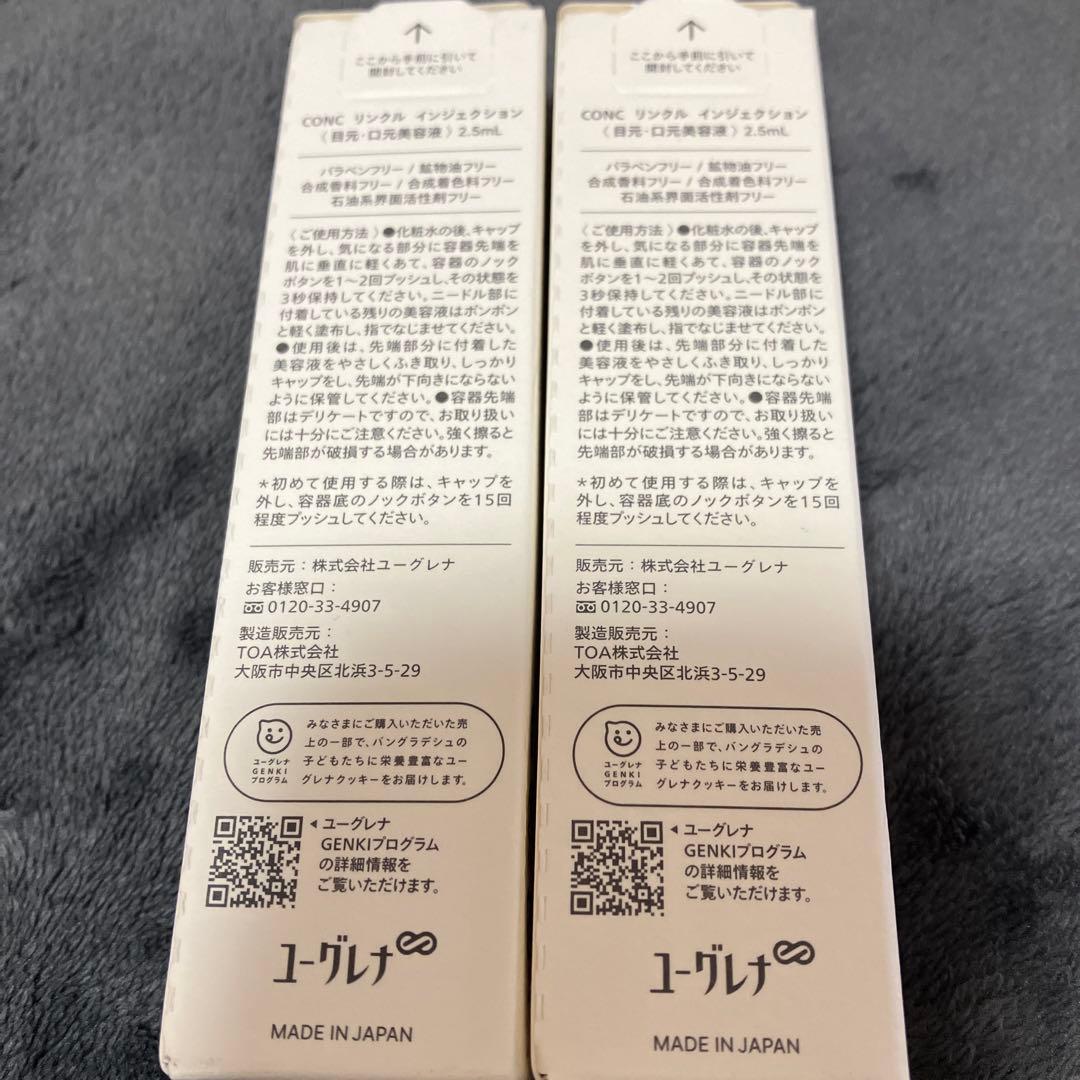 ここから手前に引いて
開封してください
CONC リンクル インジェクション
〈目元・口元美容液〉2.5mL
パラベンフリー / 鉱物油フリー
合成香料フリー / 合成着色料フリー
石油系界面活性剤フリー
〈ご使用方法〉●化粧水の後、キャップ
を外し、気になる部分に容器先端を
肌に垂直に軽くあて、容器のノック
ボタンを1～2回プッシュし、その状態を
3秒保持してください。ニードル部に
付着している残りの美容液はポンポン
と軽く塗布し、指でなじませてください。
●使用後は、先端部分に付着した
美容液をやさしくふき取り、しっかり
キャップをし、先端が下向きにならない
ように保管してください。●容器先端
部はデリケートですので、お取り扱い
には十分にご注意ください。強く擦ると
先端部が破損する場合があります。
*初めて使用する際は、キャップを
外し、容器底のノックボタンを15回
程度プッシュしてください。
販売元：株式会社ユーグレナ
お客様窓口：
0120-33-4907
製造販売元：
TOA株式会社
大阪市中央区北浜3-5-29
ユーグレナ
GENKI
プログラム
みなさまにご購入いただいた売
上の一部で、バングラデシュの
子どもたちに栄養豊富なユー
グレナクッキーをお届けします。
◀ ユーグレナ
GENKIプログラム
の詳細情報を
ご覧いただけます。
ユーグレナ
MADE IN JAPAN
ここから手前に引いて
開封してください
CONC リンクル インジェクション
〈目元・口元美容液〉2.5mL
パラベンフリー / 鉱物油フリー
合成香料フリー / 合成着色料フリー
石油系界面活性剤フリー
〈ご使用方法〉●化粧水の後、キャップ
を外し、気になる部分に容器先端を
肌に垂直に軽くあて、容器のノック
ボタンを1～2回プッシュし、その状態を
3秒保持してください。ニードル部に
付着している残りの美容液はポンポン
と軽く塗布し、指でなじませてください。
●使用後は、先端部分に付着した
美容液をやさしくふき取り、しっかり
キャップをし、先端が下向きにならない
ように保管してください。●容器先端
部はデリケートですので、お取り扱い
には十分にご注意ください。強く擦ると
先端部が破損する場合があります。
*初めて使用する際は、キャップを
外し、容器底のノックボタンを15回
程度プッシュしてください。
販売元：株式会社ユーグレナ
お客様窓口：
0120-33-4907
製造販売元：
TOA株式会社
大阪市中央区北浜3-5-29
ユーグレナ
GENKI
プログラム
みなさまにご購入いただいた売
上の一部で、バングラデシュの
子どもたちに栄養豊富なユー
グレナクッキーをお届けします。
◀ ユーグレナ
GENKIプログラム
の詳細情報を
ご覧いただけます。
ユーグレナ
MADE IN JAPAN